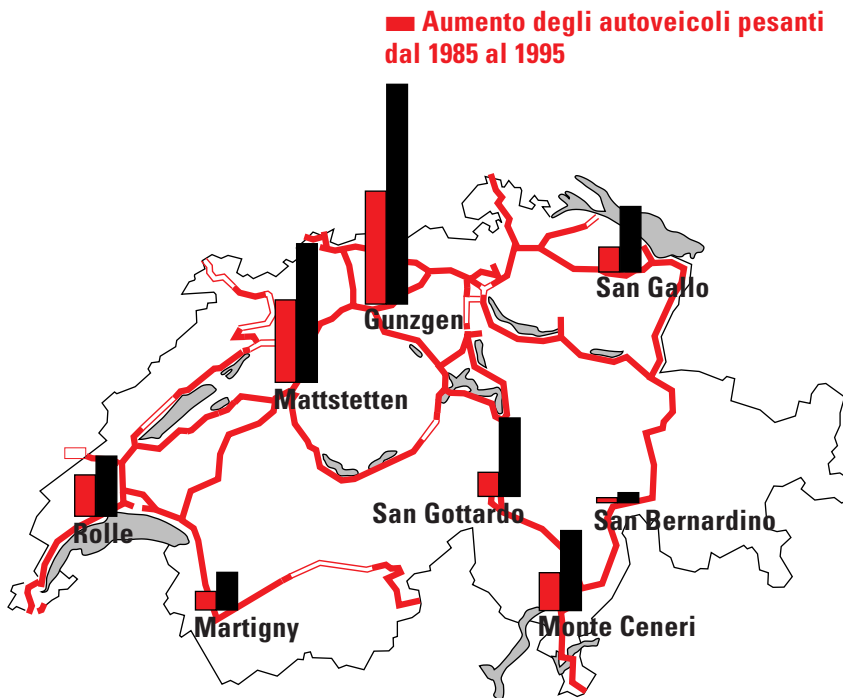 Aumento degli autoveicoli pesanti
dal 1985 al 1995
San Gallo
Gunzgen
Mattstetten
San Gottardo
San Bernardino
Rolle
Martigny
Monte Ceneri